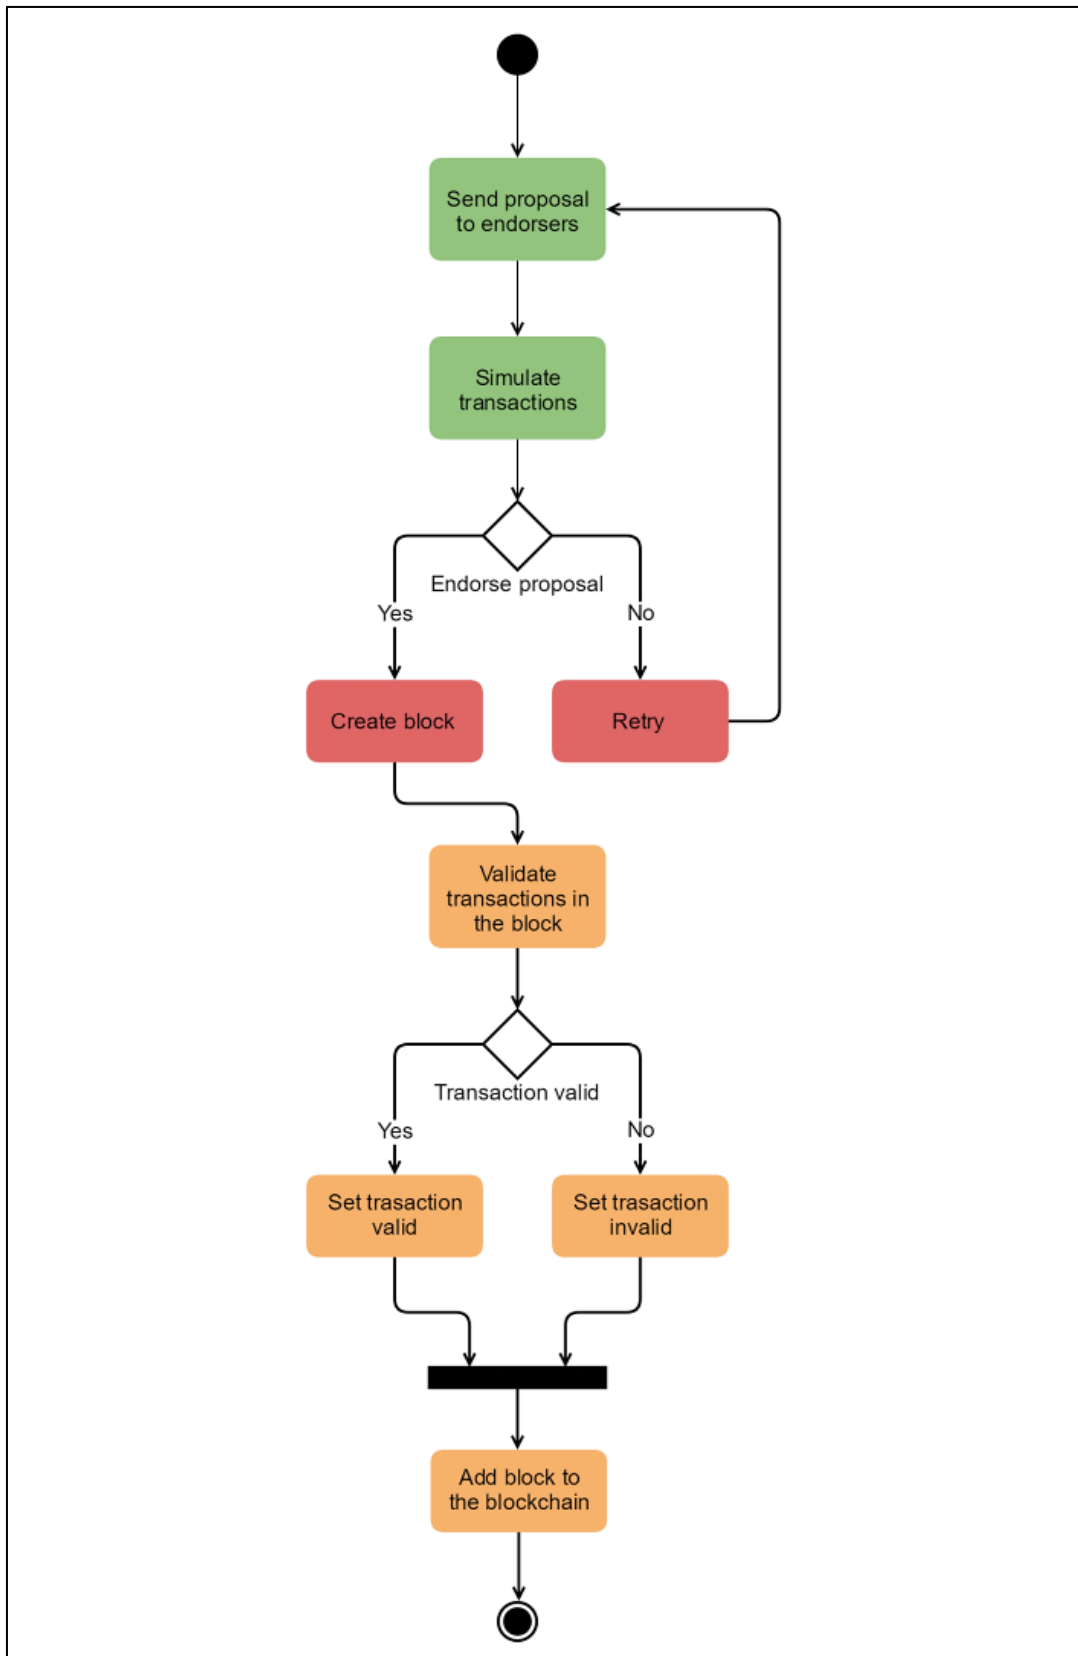 Send proposal
to endorsers
Simulate
transactions
Endorse proposal
Yes
No
Create block
Retry
Validate
transactions in
the block
Transaction valid
Yes
No
Set trasaction
valid
Set trasaction
invalid
Add block to
the blockchain